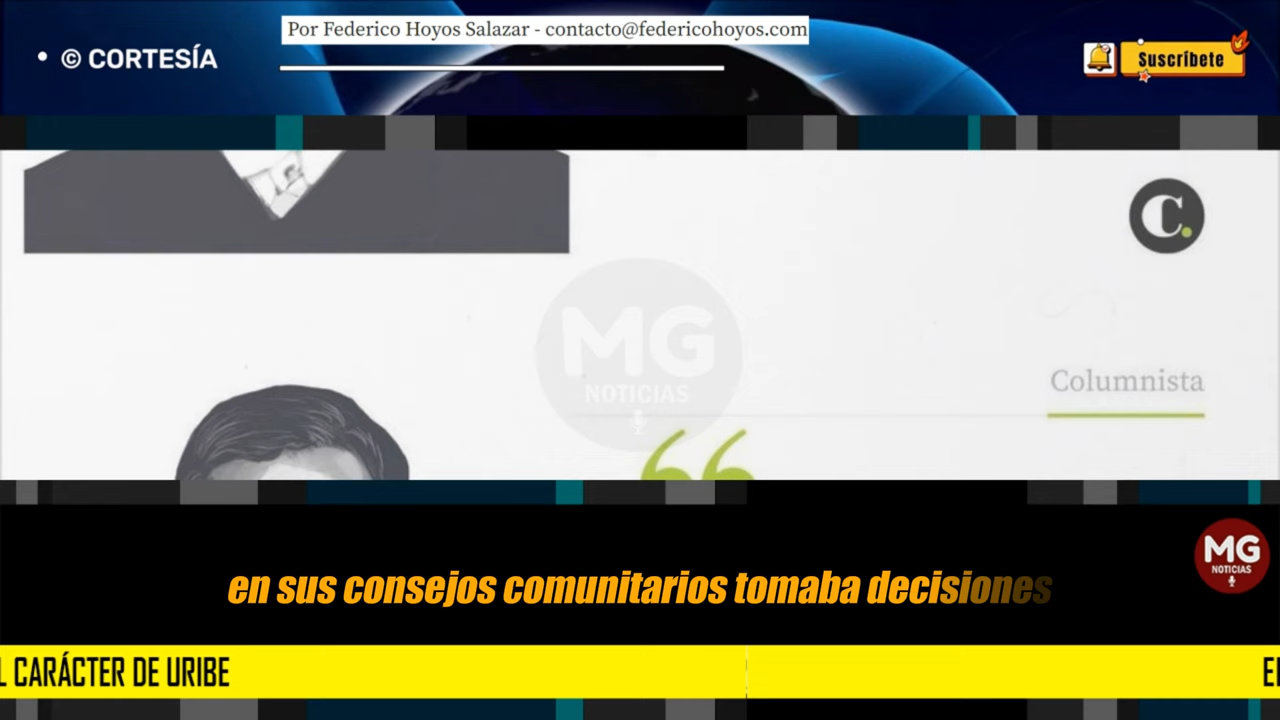 Por Federico Hoyos Salazar - contacto@federicohoyos.com
• © CORTESÍA
Suscríbete
C.
MG
NOTICIAS
Columnista
“
en sus consejos comunitarios tomaba decisiones
MG
NOTICIAS
L CARÁCTER DE URIBE
E